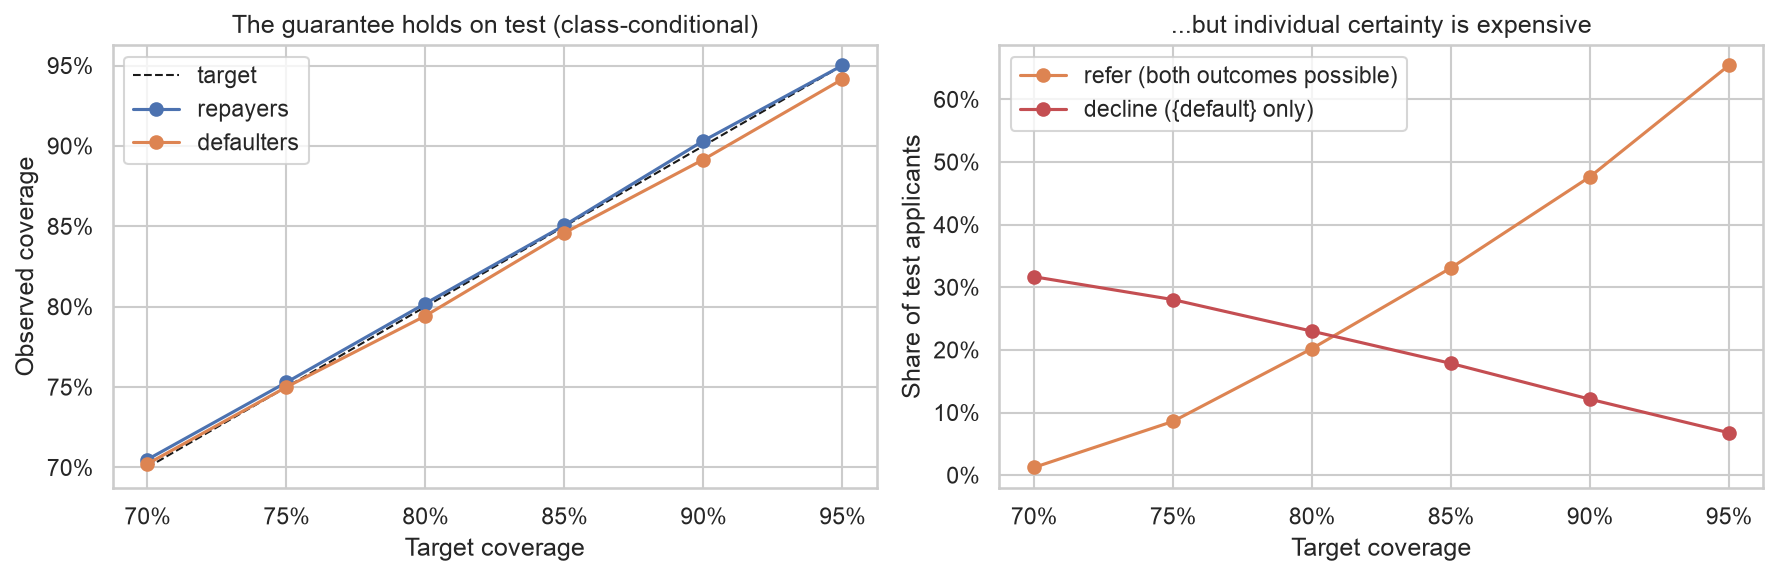 The guarantee holds on test (class-conditional)
target
repayers
defaulters
95%
90%
85%
80%
75%
70%
Observed coverage
70% 75% 80% 85% 90% 95%
Target coverage
...but individual certainty is expensive
refer (both outcomes possible)
decline ({default} only)
60%
50%
40%
30%
20%
10%
0%
Share of test applicants
70% 75% 80% 85% 90% 95%
Target coverage